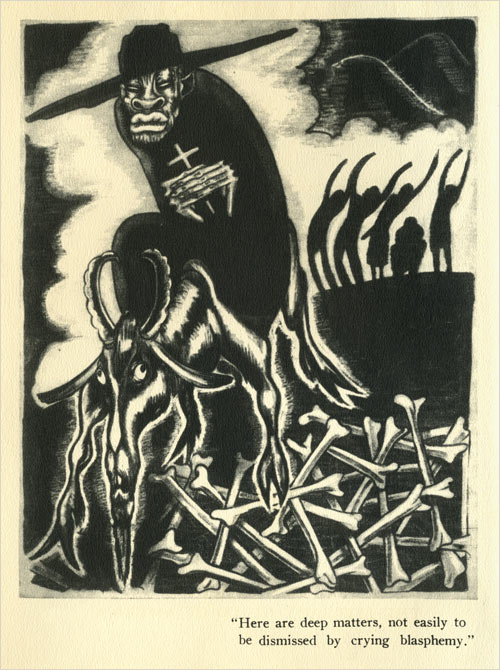 “Here are deep matters, not easily to
be dismissed by crying blasphemy.”